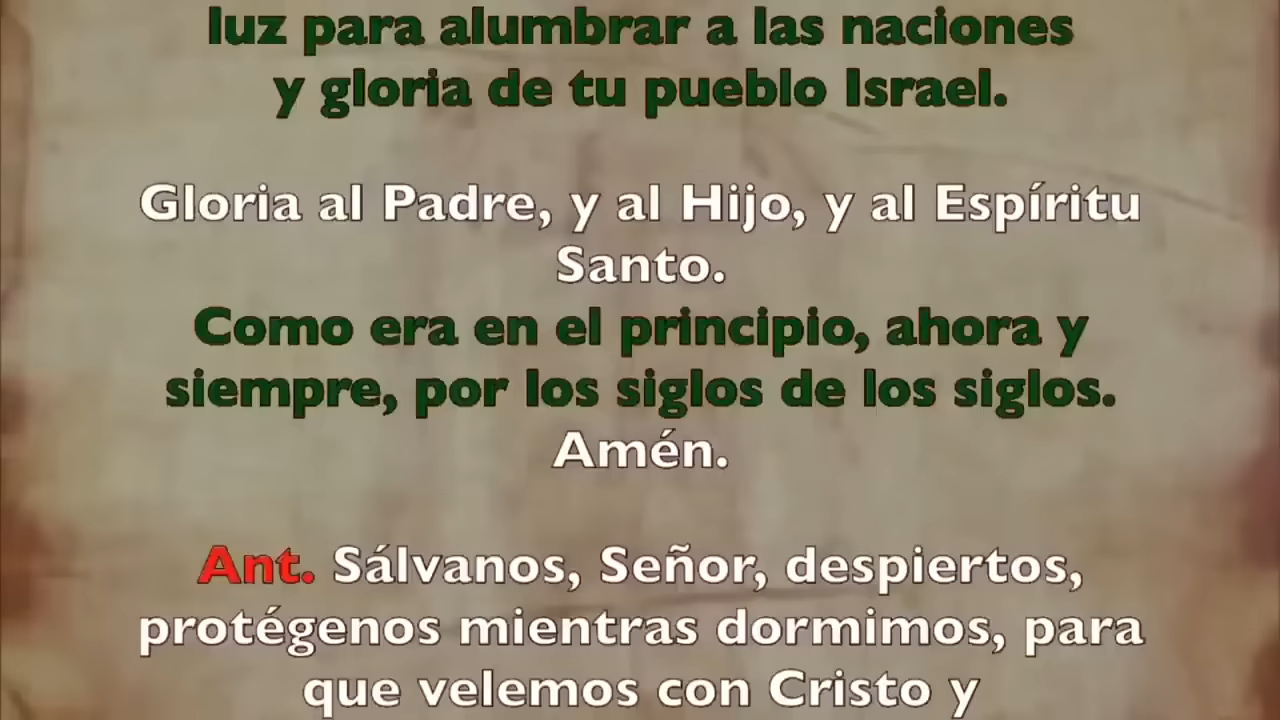 luz para alumbrar a las naciones
y gloria de tu pueblo Israel.
Gloria al Padre, y al Hijo, y al Espíritu
Santo.
Como era en el principio, ahora y
siempre, por los siglos de los siglos.
Amén.
Ant. Sálvanos, Señor, despiertos,
protégenos mientras dormimos, para
que velemos con Cristo y